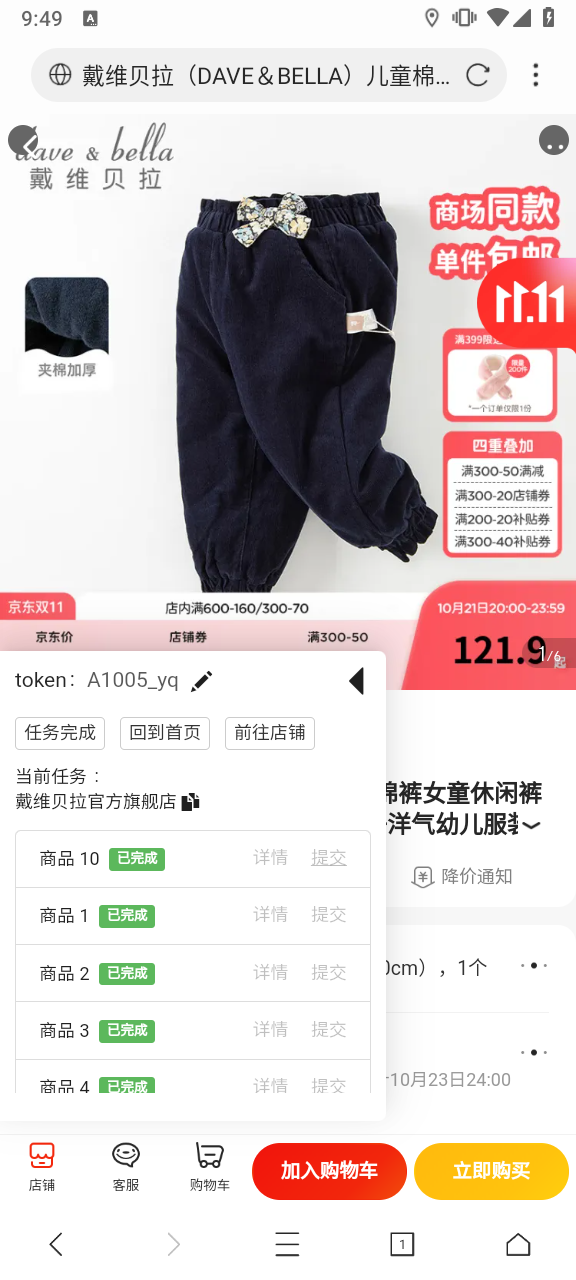 9:49
A
戴维贝拉（DAVE＆BELLA）儿童棉...
dave & bella
戴维贝拉
商场同款
单件包邮
11.11
夹棉加厚
满399限
限量
200件
*一个订单仅限1份
四重叠加
满300-50满减
满300-20店铺券
满200-20补贴券
满300-40补贴券
京东双11
店内满600-160/300-70
10月21日20:00-23:59
京东价
店铺券
满300-50
121.9
起
1/6
token： A1005_yq
任务完成
回到首页
前往店铺
当前任务：
戴维贝拉官方旗舰店
商品 10 已完成 详情 提交
商品 1 已完成 详情 提交
商品 2 已完成 详情 提交
商品 3 已完成 详情 提交
商品 4 已完成 详情 提交
棉裤女童休闲裤
洋气幼儿服装
降价通知
0cm），1个
10月23日24:00
店铺
客服
购物车
加入购物车
立即购买
1